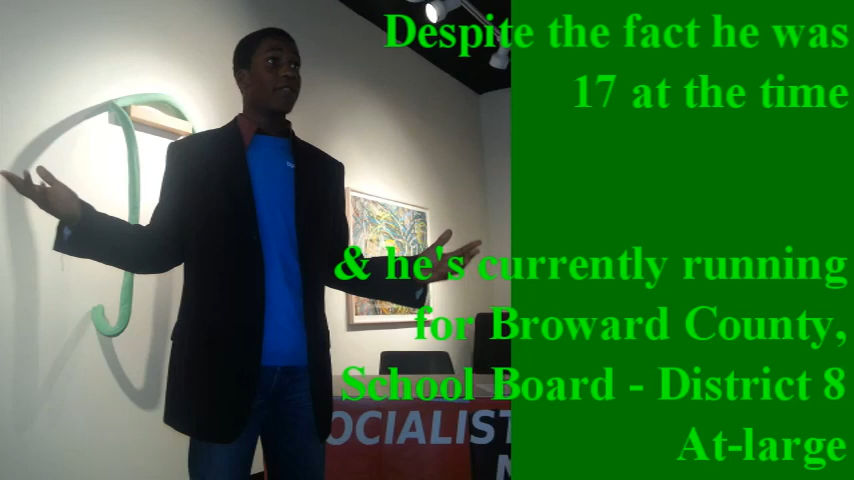 Despite the fact he was
17 at the time
& he's currently running
for Broward County,
School Board - District 8
At-large
OCIALIST